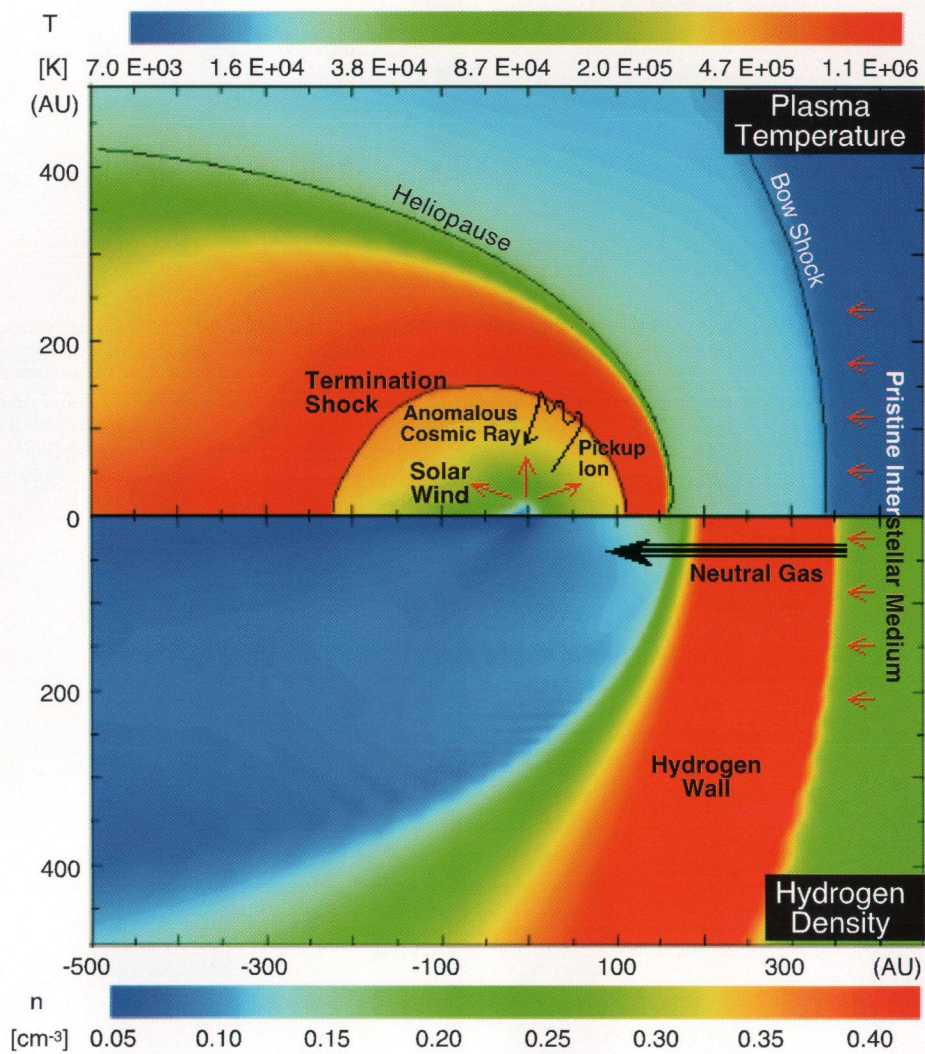 T
[K] 7.0 E+03 1.6 E+04 3.8 E+04 8.7 E+04 2.0 E+05 4.7 E+05 1.1 E+06
(AU)
Plasma
Temperature
400
Heliopause
Bow Shock
200
Termination
Shock
Anomalous
Cosmic Ray
Pickup
Ion
Solar
Wind
Pristine Interstellar Medium
0
Neutral Gas
200
Hydrogen
Wall
400
Hydrogen
Density
-500 -300 -100 100 300 (AU)
n
[cm-3] 0.05 0.10 0.15 0.20 0.25 0.30 0.35 0.40